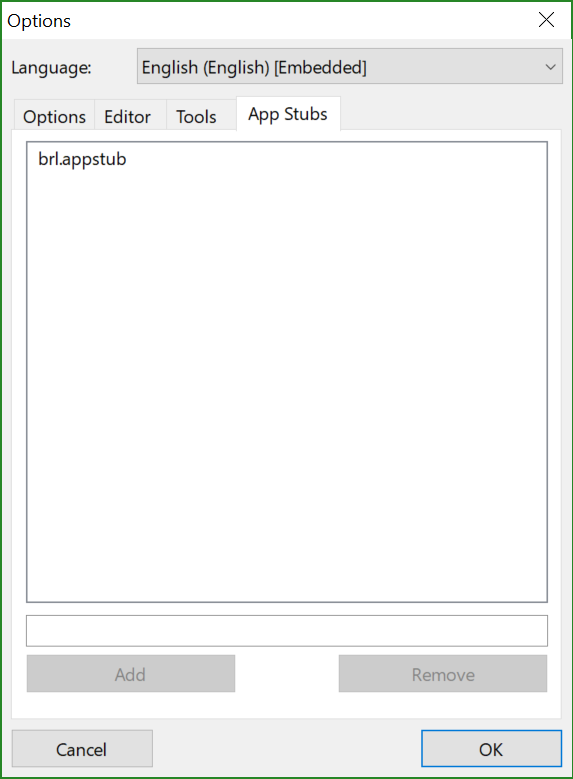 Options
Language: English (English) [Embedded]
Options Editor Tools App Stubs
brl.appstub
Add Remove
Cancel OK